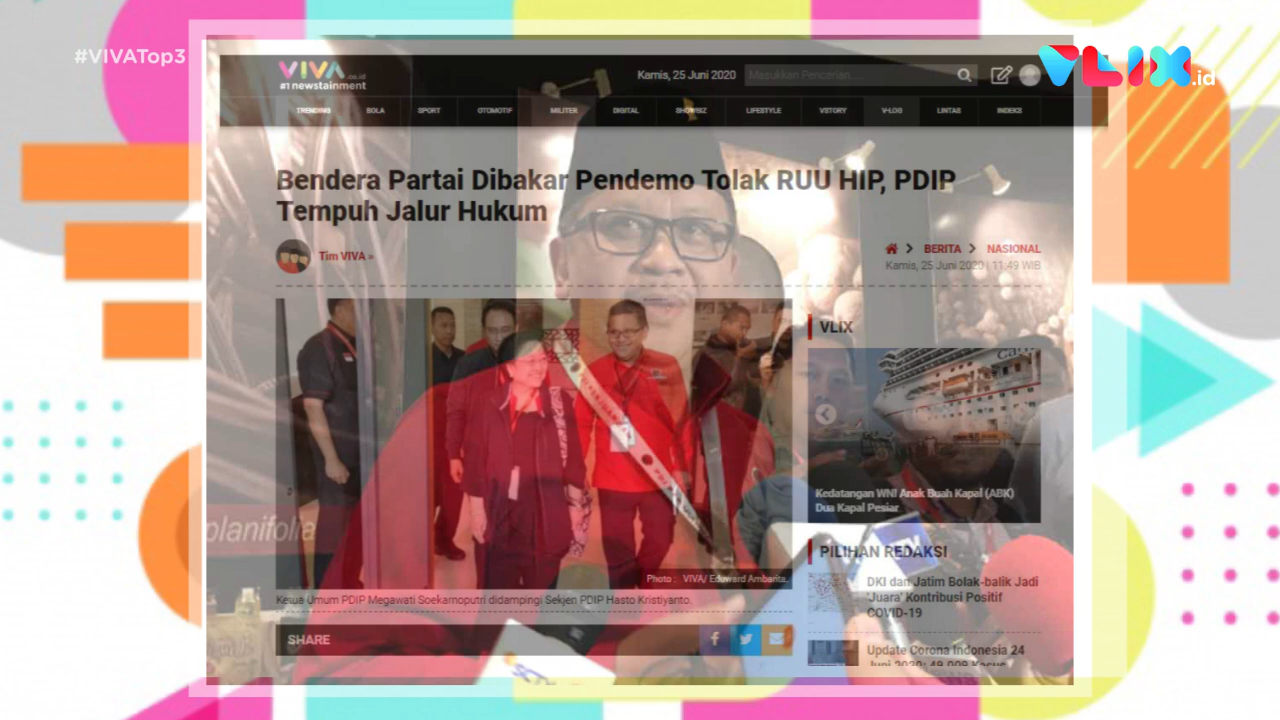 #VIVATop3
VLIX.id
VIVA.co.id
#1 newstainment
Kamis, 25 Juni 2020
Masukkan Pencarian....
TRENDING BOLA SPORT OTOMOTIF MILITER DIGITAL SHOWBIZ LIFESTYLE VSTORY V-LOG LINTAS INDEKS
Bendera Partai Dibakar Pendemo Tolak RUU HIP, PDIP
Tempuh Jalur Hukum
Tim VIVA »
BERITA NASIONAL
Kamis, 25 Juni 2020 | 11:49 WIB
Photo : VIVA/ Eduward Ambarita.
Ketua Umum PDIP Megawati Soekarnoputri didampingi Sekjen PDIP Hasto Kristiyanto.
SHARE
VLIX
Kedatangan WNI Anak Buah Kapal (ABK)
Dua Kapal Pesiar
PILIHAN REDAKSI
DKI dan Jatim Bolak-balik Jadi
'Juara' Kontribusi Positif
COVID-19
Update Corona Indonesia 24
Juni 2020: 49.009 Kasus
planifolia